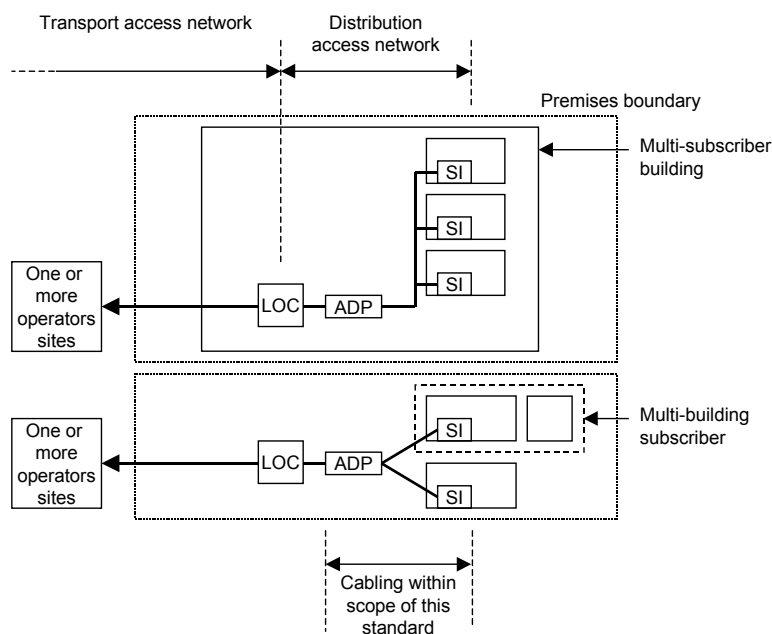 Transport access network
Distribution
access network
Premises boundary
Multi-subscriber
building
SI
SI
SI
One or
more
operators
sites
LOC
ADP
SI
Multi-building
subscriber
One or
more
operators
sites
LOC
ADP
SI
Cabling within
scope of this
standard